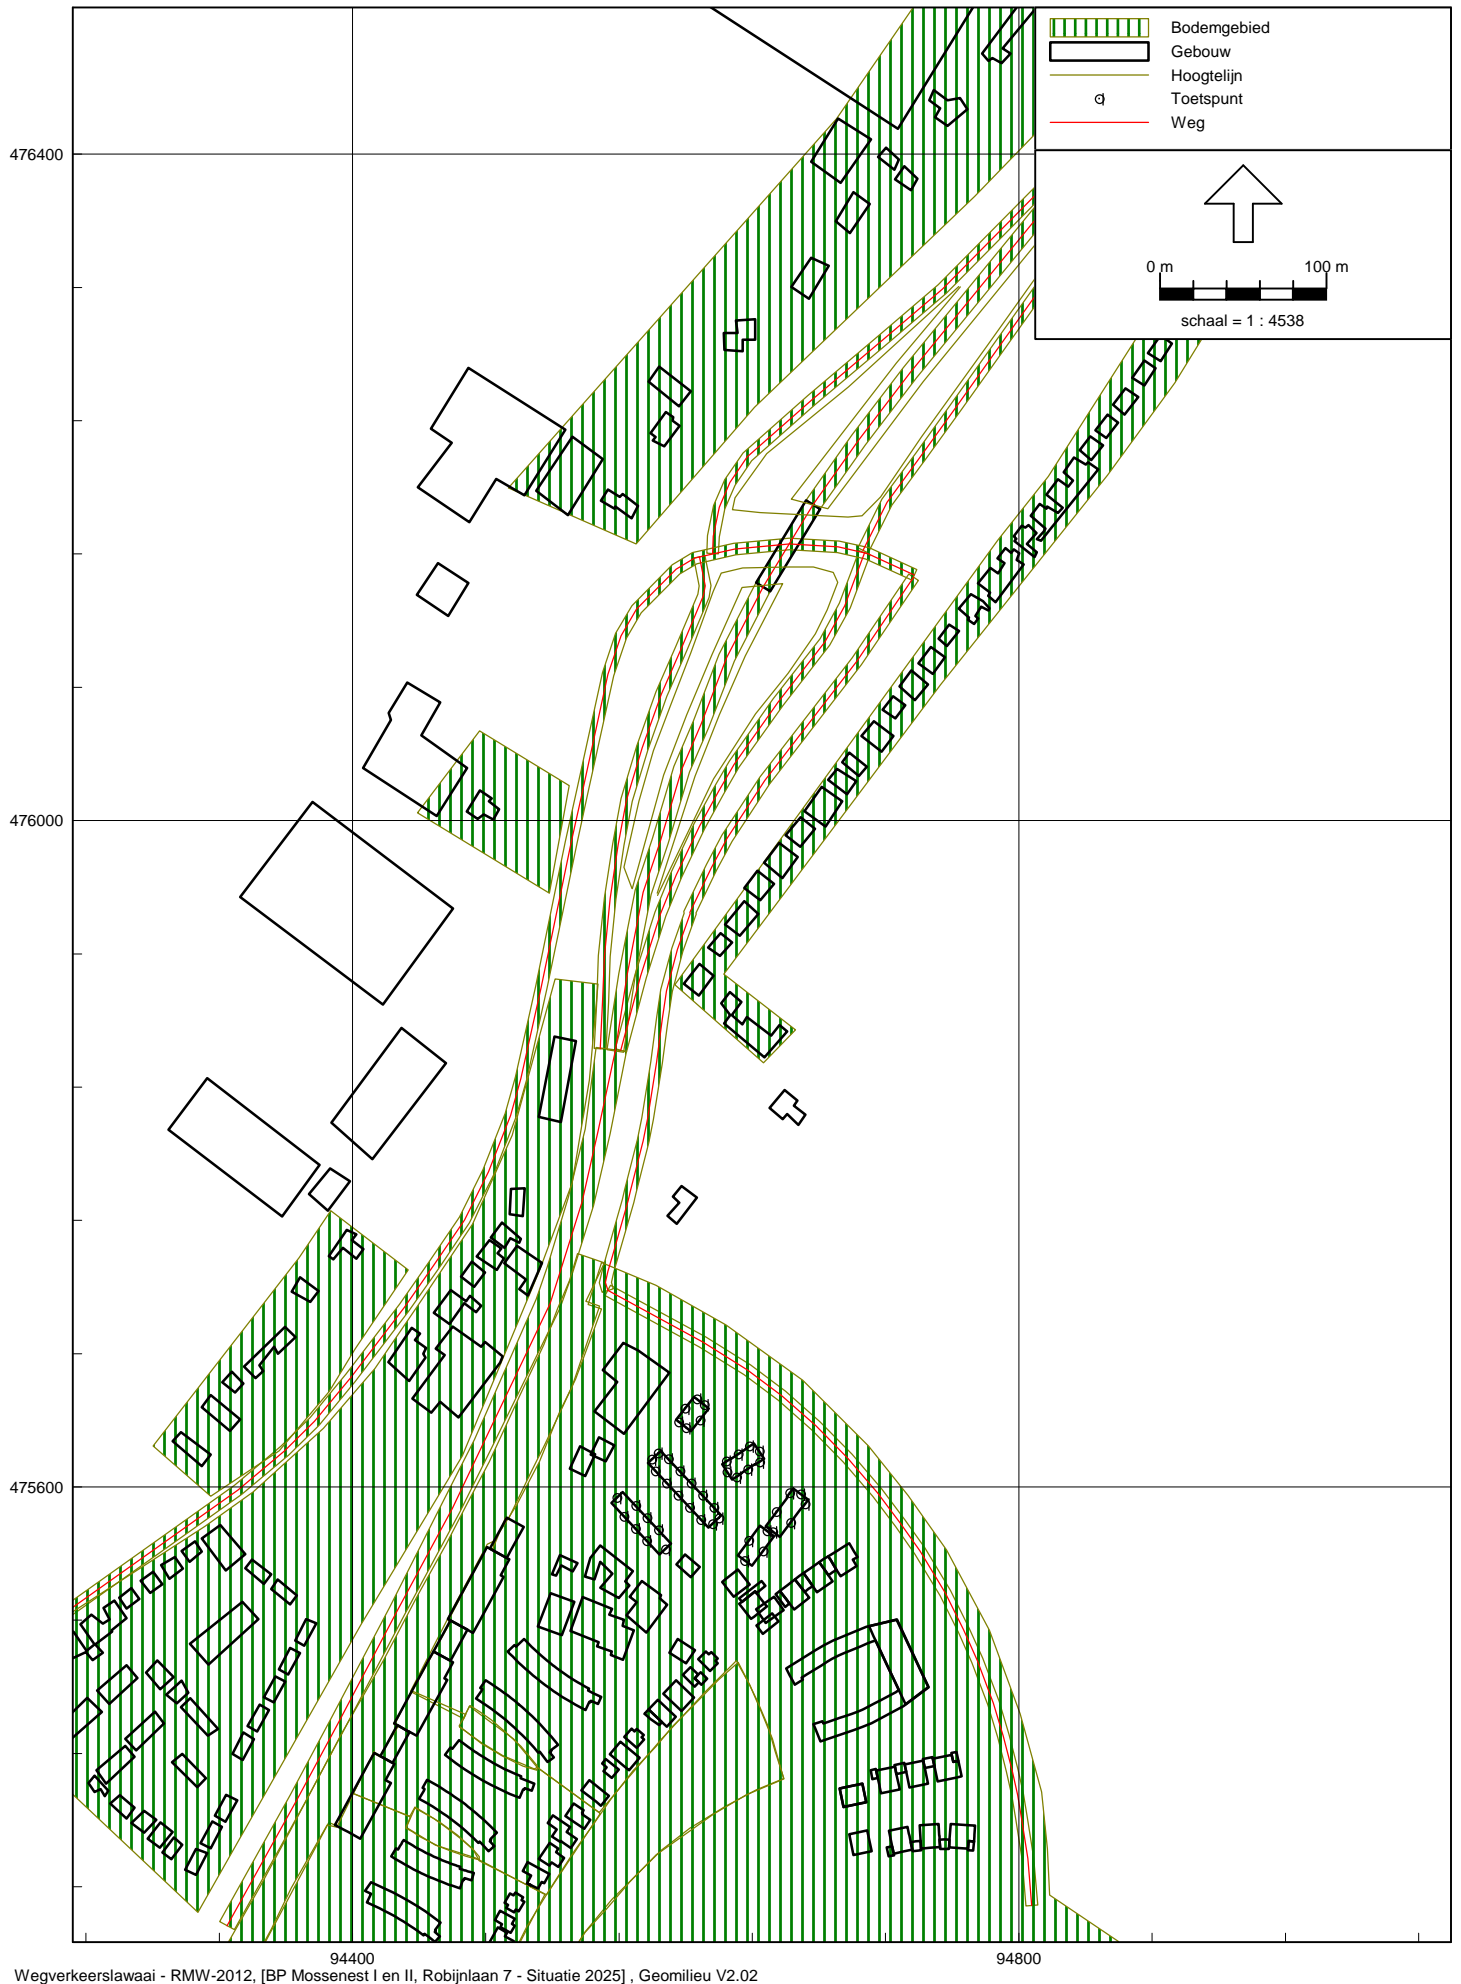 Bodemgebied
Gebouw
Hoogtelijn
Toetspunt
Weg
476400
0 m 100 m
schaal = 1 : 4538
476000
475600
94400 94800
Wegverkeerslawaai - RMW-2012, [BP Mossenest I en II, Robijnlaan 7 - Situatie 2025] , Geomilieu V2.02